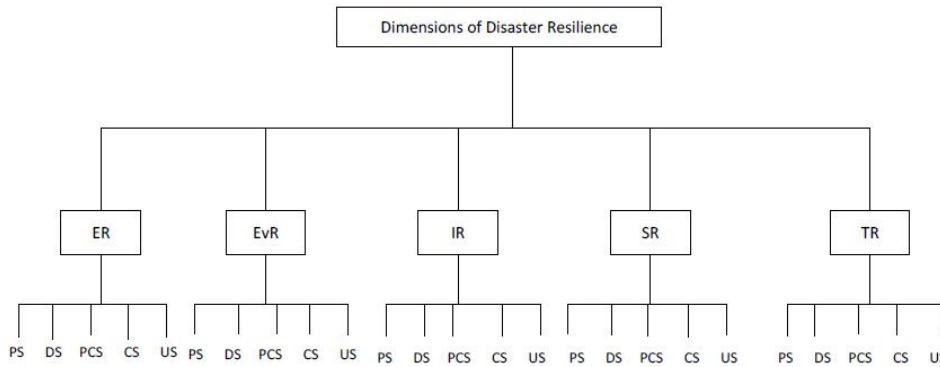 Dimensions of Disaster Resilience
ER EvR IR SR TR
PS DS PCS CS US PS DS PCS CS US PS DS PCS CS US PS DS PCS CS US PS DS PCS CS US